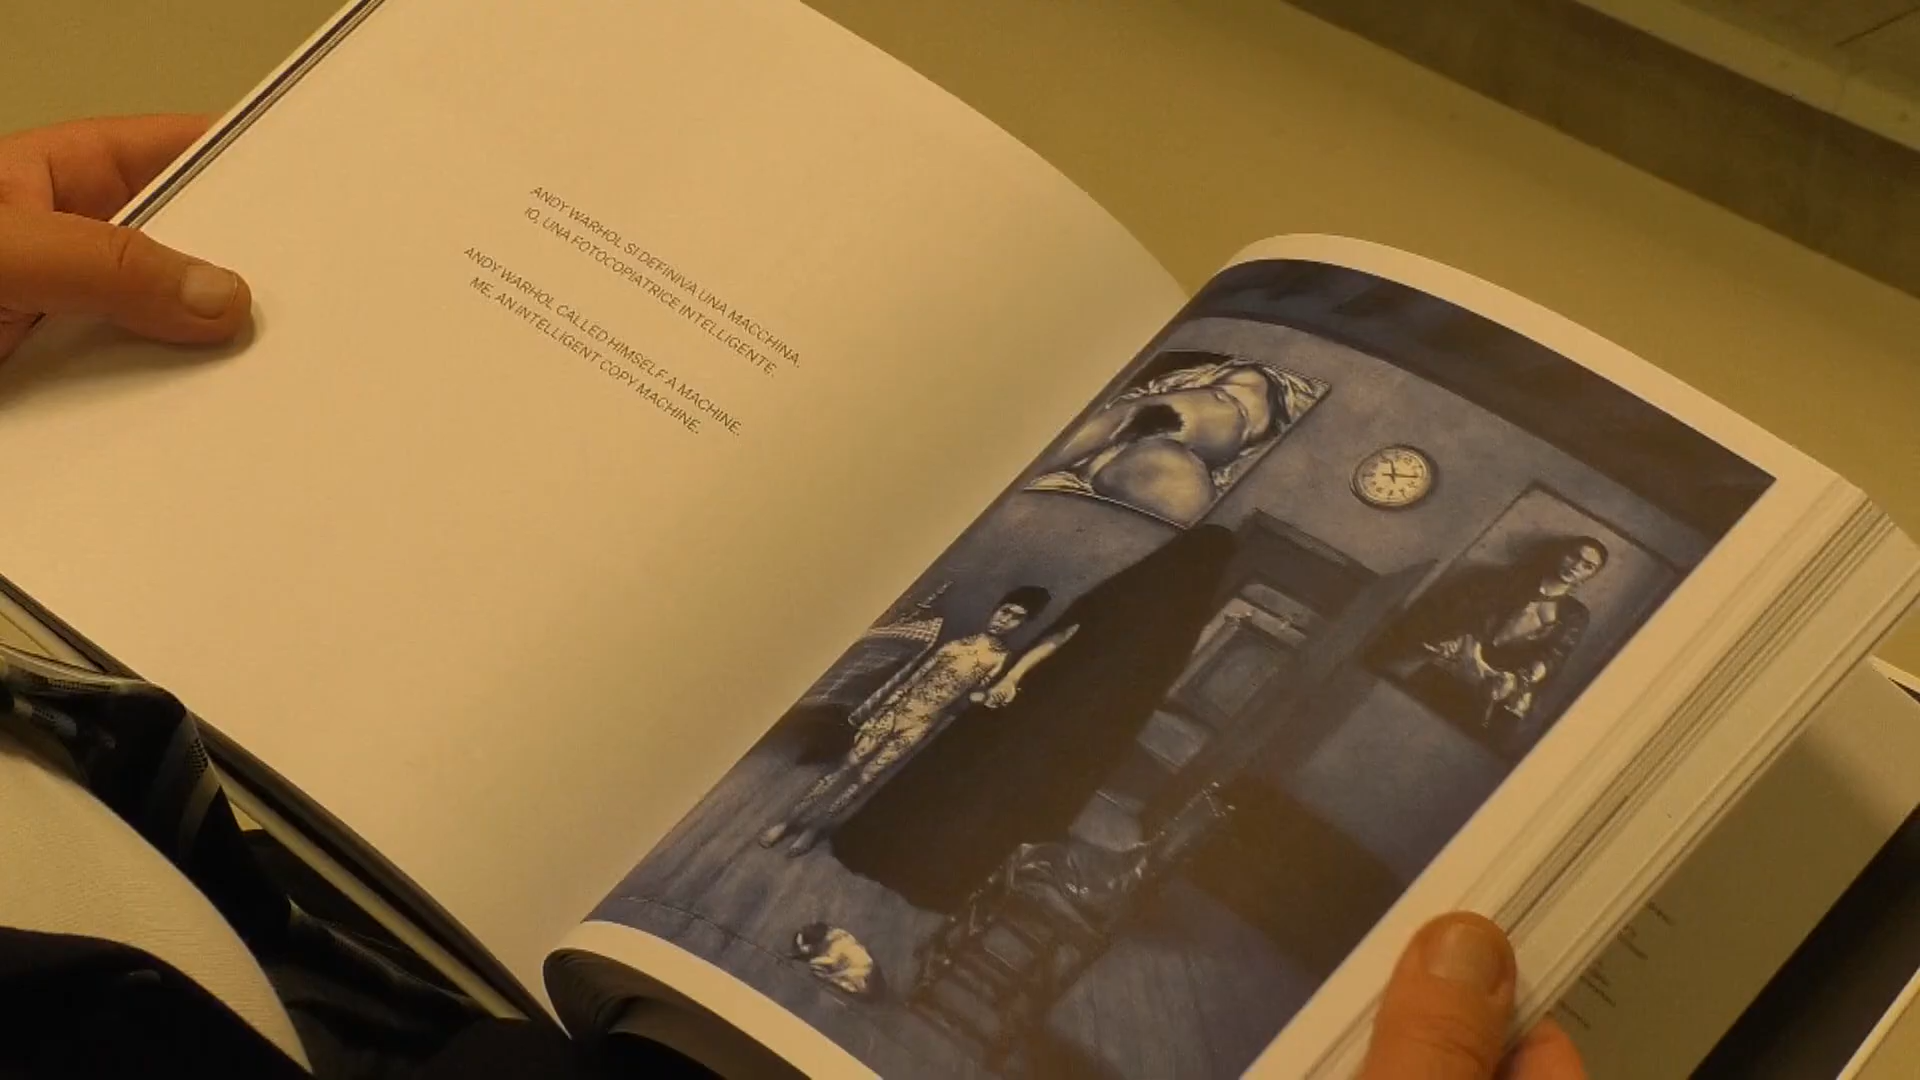 ANDY WARHOL SI DEFINIVA UNA MACCHINA.
IO, UNA FOTOCOPIATRICE INTELLIGENTE.
ANDY WARHOL CALLED HIMSELF A MACHINE.
ME, AN INTELLIGENT COPY MACHINE.